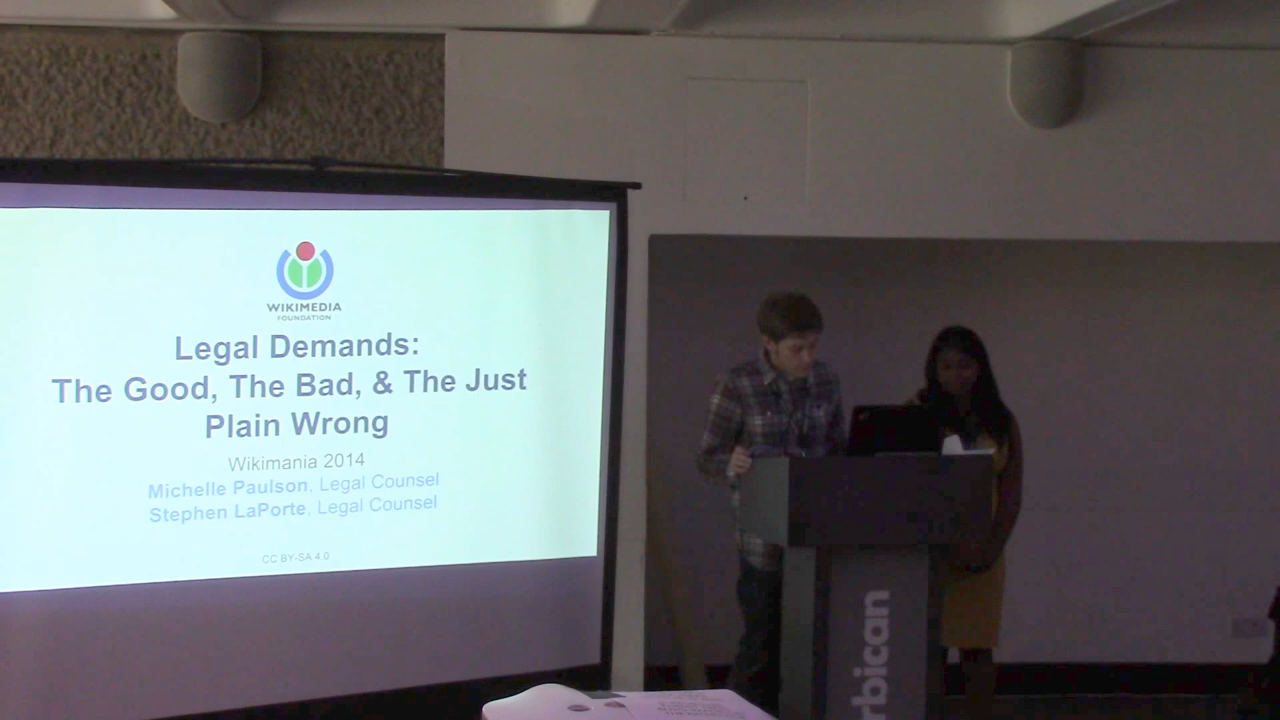 WIKIMEDIA
FOUNDATION
Legal Demands:
The Good, The Bad, & The Just
Plain Wrong
Wikimania 2014
Michelle Paulson, Legal Counsel
Stephen LaPorte, Legal Counsel
CC BY-SA 4.0
rbican